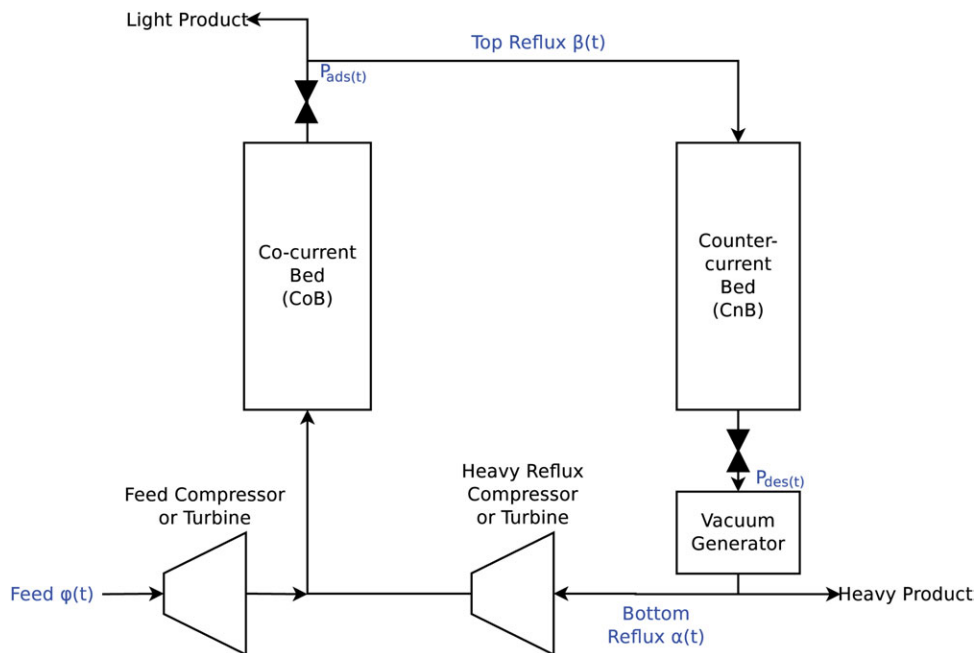 Light Product
Top Reflux β(t)
Pads(t)
Co-current
Bed
(CoB)
Counter-
current
Bed
(CnB)
Feed Compressor
or Turbine
Heavy Reflux
Compressor
or Turbine
Pdes(t)
Vacuum
Generator
Feed φ(t)
Bottom
Reflux α(t)
Heavy Product